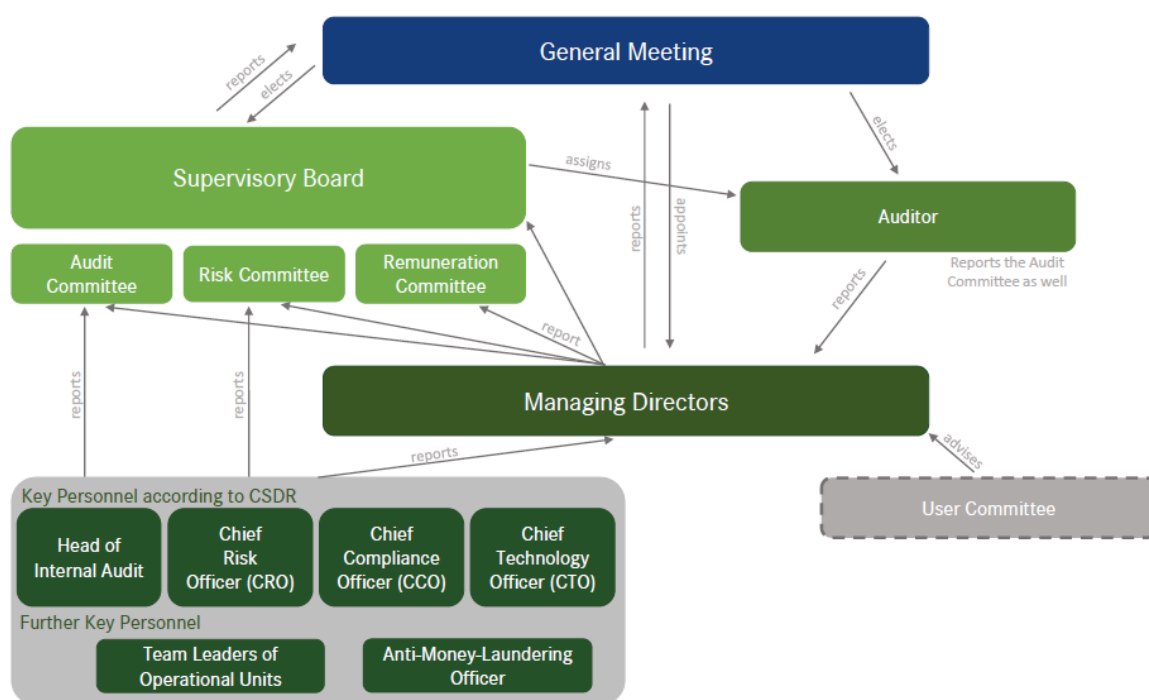 General Meeting
reports
elects
elects
Supervisory Board
assigns
reports
appoints
Auditor
Audit
Committee
Risk Committee
Remuneration
Committee
Reports the Audit
Committee as well
reports
report
Managing Directors
reports
reports
reports
advises
Key Personnel according to CSDR
User Committee
Head of
Internal Audit
Chief
Risk
Officer (CRO)
Chief
Compliance
Officer (CCO)
Chief
Technology
Officer (CTO)
Further Key Personnel
Team Leaders of
Operational Units
Anti-Money-Laundering
Officer